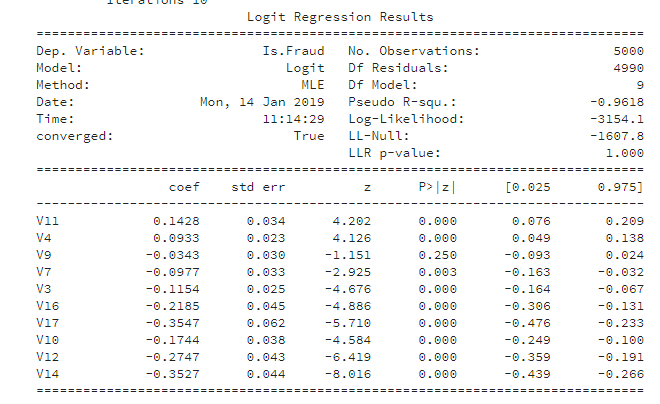 Iterations 10
Logit Regression Results
==============================================================================
Dep. Variable: Is.Fraud No. Observations: 5000
Model: Logit Df Residuals: 4990
Method: MLE Df Model: 9
Date: Mon, 14 Jan 2019 Pseudo R-squ.: -0.9618
Time: 11:14:29 Log-Likelihood: -3154.1
converged: True LL-Null: -1607.8
LLR p-value: 1.000
==============================================================================
coef std err z P>|z| [0.025 0.975]
------------------------------------------------------------------------------
V11 0.1428 0.034 4.202 0.000 0.076 0.209
V4 0.0933 0.023 4.126 0.000 0.049 0.138
V9 -0.0343 0.030 -1.151 0.250 -0.093 0.024
V7 -0.0977 0.033 -2.925 0.003 -0.163 -0.032
V3 -0.1154 0.025 -4.676 0.000 -0.164 -0.067
V16 -0.2185 0.045 -4.886 0.000 -0.306 -0.131
V17 -0.3547 0.062 -5.710 0.000 -0.476 -0.233
V10 -0.1744 0.038 -4.584 0.000 -0.249 -0.100
V12 -0.2747 0.043 -6.419 0.000 -0.359 -0.191
V14 -0.3527 0.044 -8.016 0.000 -0.439 -0.266
==============================================================================